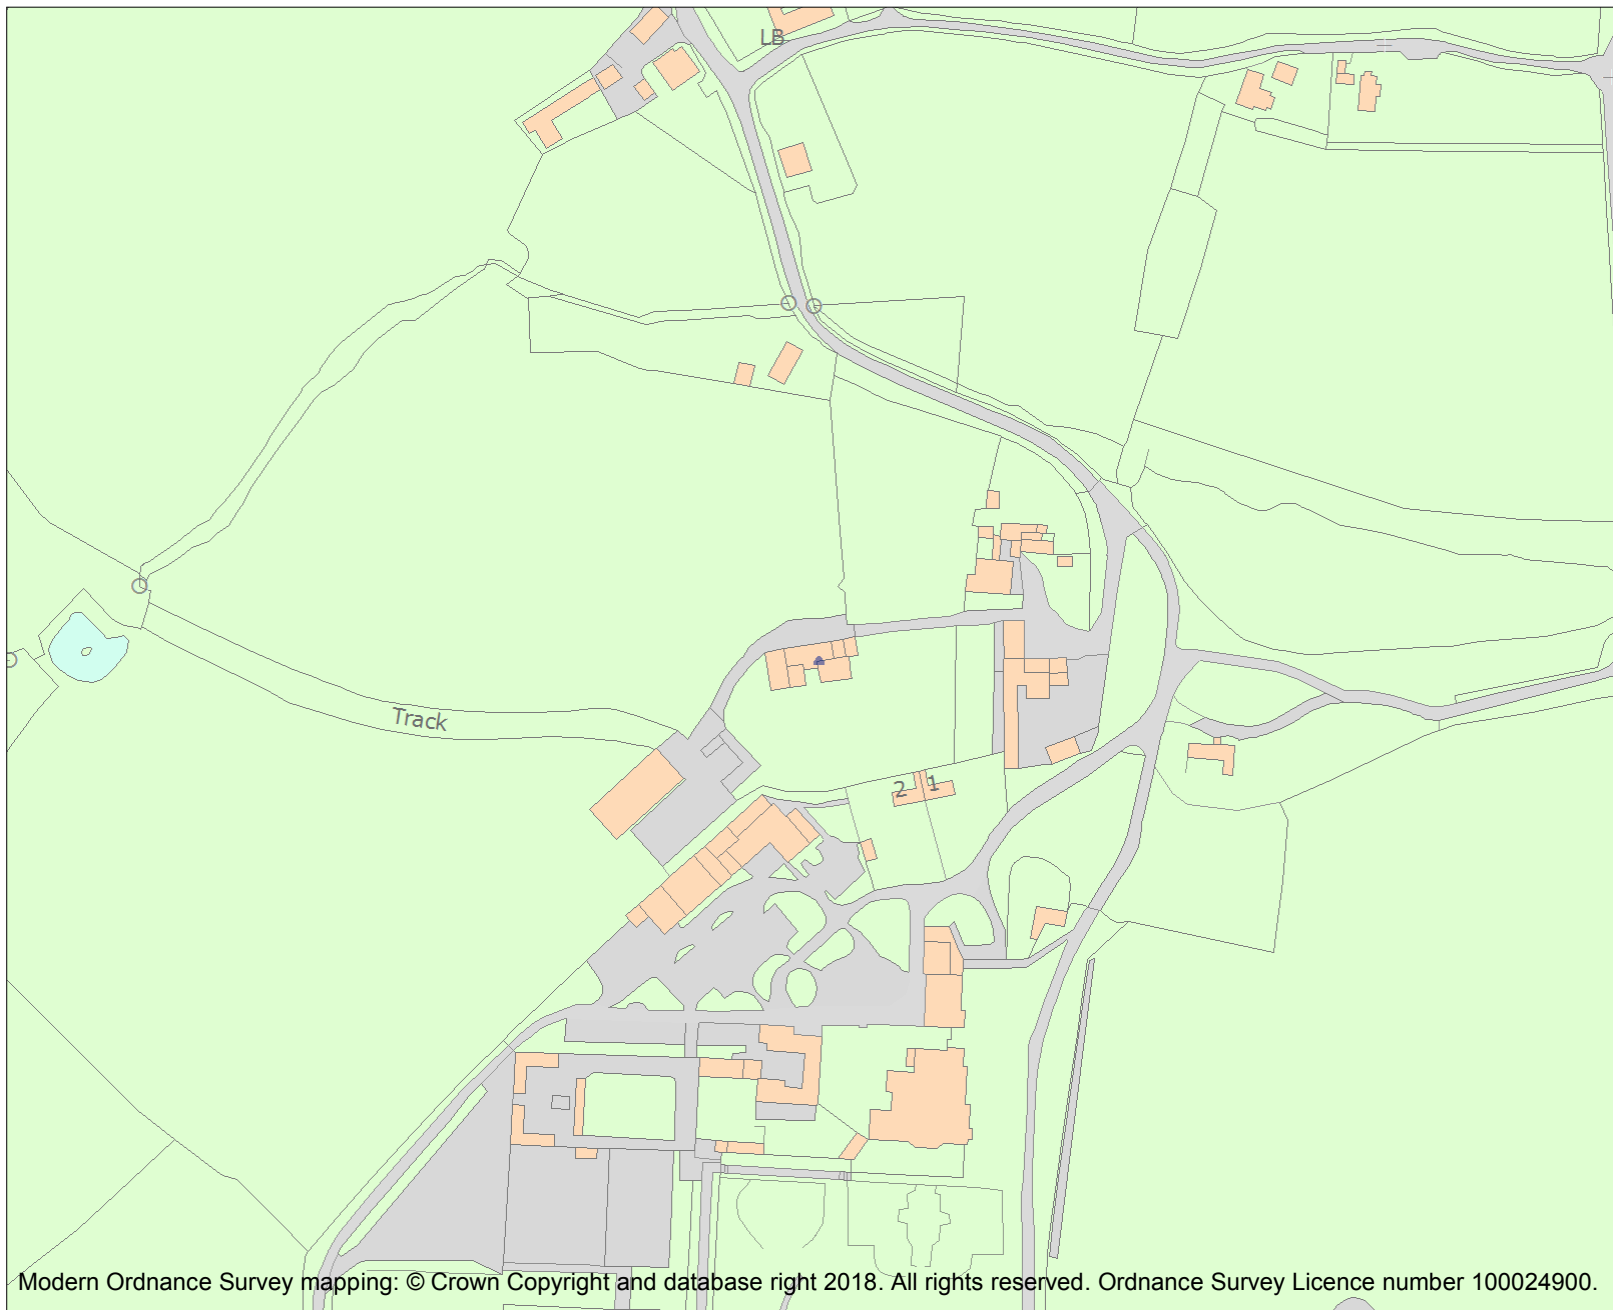 LB
Track
2 1
Modern Ordnance Survey mapping: © Crown Copyright and database right 2018. All rights reserved. Ordnance Survey Licence number 100024900.